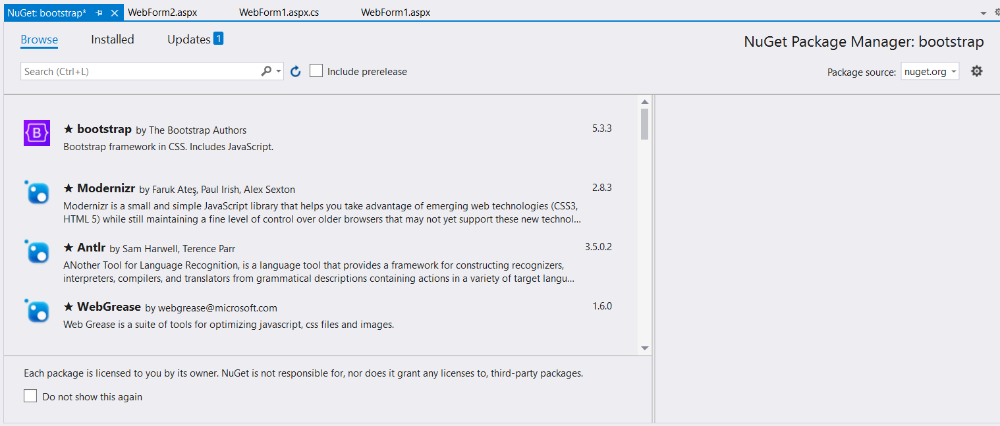 NuGet: bootstrap* WebForm2.aspx WebForm1.aspx.cs WebForm1.aspx
Browse Installed Updates 1
NuGet Package Manager: bootstrap
Search (Ctrl+L) Include prerelease Package source: nuget.org
B
★ bootstrap by The Bootstrap Authors 5.3.3
Bootstrap framework in CSS. Includes JavaScript.
★ Modernizr by Faruk Ateş, Paul Irish, Alex Sexton 2.8.3
Modernizr is a small and simple JavaScript library that helps you take advantage of emerging web technologies (CSS3,
HTML 5) while still maintaining a fine level of control over older browsers that may not yet support these new technol...
★ Antlr by Sam Harwell, Terence Parr 3.5.0.2
ANother Tool for Language Recognition, is a language tool that provides a framework for constructing recognizers,
interpreters, compilers, and translators from grammatical descriptions containing actions in a variety of target langu...
★ WebGrease by webgrease@microsoft.com 1.6.0
Web Grease is a suite of tools for optimizing javascript, css files and images.
Each package is licensed to you by its owner. NuGet is not responsible for, nor does it grant any licenses to, third-party packages.
Do not show this again